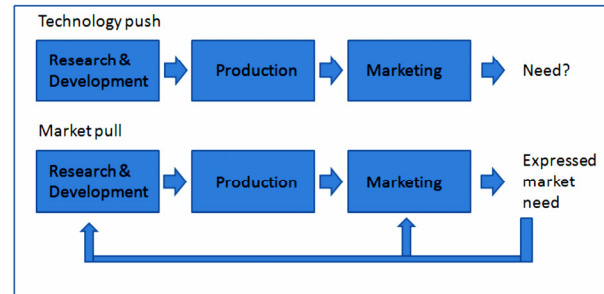 Technology push
Research &
Development
Production
Marketing
Need?
Market pull
Research &
Development
Production
Marketing
Expressed
market
need